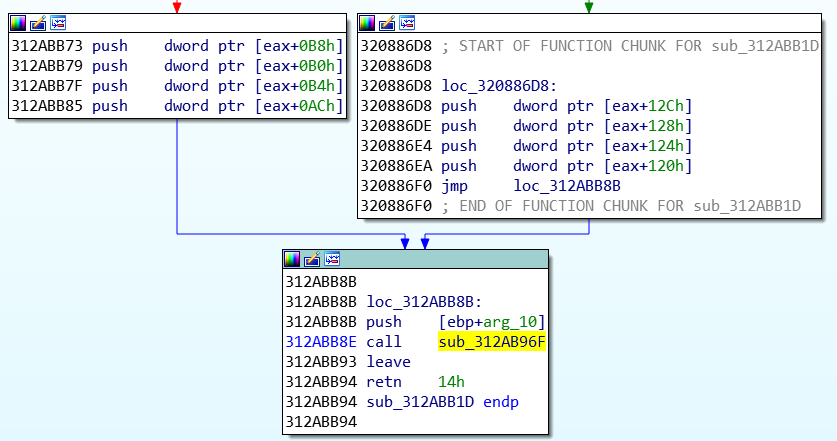 312ABB73 push    dword ptr [eax+0B8h]
312ABB79 push    dword ptr [eax+0B0h]
312ABB7F push    dword ptr [eax+0B4h]
312ABB85 push    dword ptr [eax+0ACh]
320886D8 ; START OF FUNCTION CHUNK FOR sub_312ABB1D
320886D8
320886D8 loc_320886D8:
320886D8 push    dword ptr [eax+12Ch]
320886DE push    dword ptr [eax+128h]
320886E4 push    dword ptr [eax+124h]
320886EA push    dword ptr [eax+120h]
320886F0 jmp     loc_312ABB8B
320886F0 ; END OF FUNCTION CHUNK FOR sub_312ABB1D
312ABB8B
312ABB8B loc_312ABB8B:
312ABB8B push    [ebp+arg_10]
312ABB8E call    sub_312AB96F
312ABB93 leave
312ABB94 retn    14h
312ABB94 sub_312ABB1D endp
312ABB94